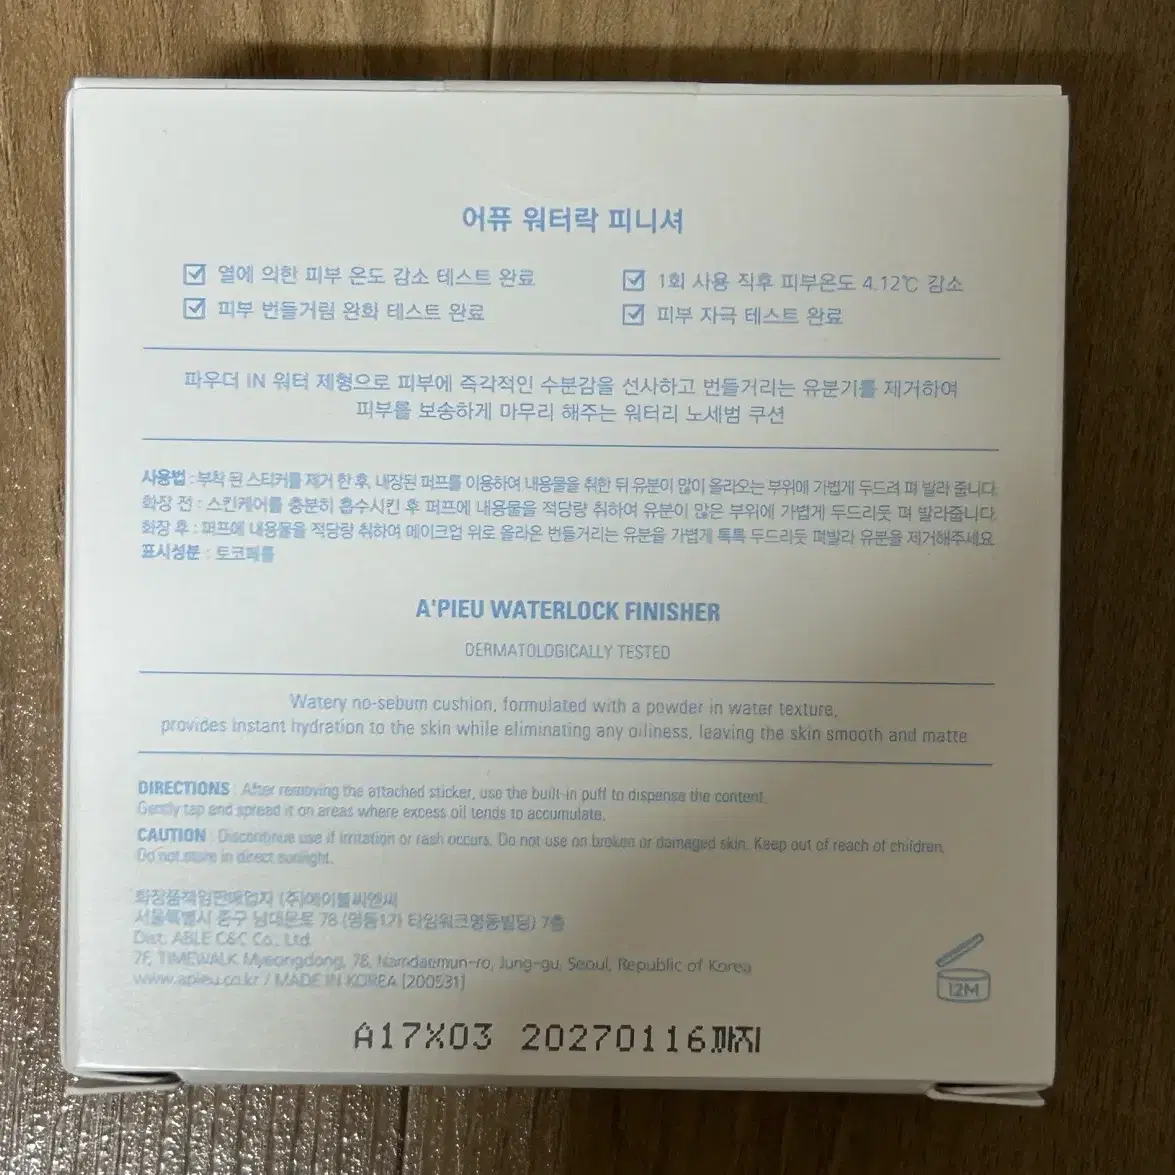 어퓨 워터락 피니셔
열에 의한 피부 온도 감소 테스트 완료
1회 사용 직후 피부온도 4.12℃ 감소
피부 번들거림 완화 테스트 완료
피부 자극 테스트 완료
파우더 IN 워터 제형으로 피부에 즉각적인 수분감을 선사하고 번들거리는 유분기를 제거하여
피부를 보송하게 마무리 해주는 워터리 노세범 쿠션
사용법 : 부착 된 스티커를 제거 한 후, 내장된 퍼프를 이용하여 내용물을 취한 뒤 유분이 많이 올라오는 부위에 가볍게 두드려 펴 발라 줍니다.
화장 전 : 스킨케어를 충분히 흡수시킨 후 퍼프에 내용물을 적당량 취하여 유분이 많은 부위에 가볍게 두드리듯 펴 발라줍니다.
화장 후 : 퍼프에 내용물을 적당량 취하여 메이크업 위로 올라온 번들거리는 유분을 가볍게 톡톡 두드리듯 펴발라 유분을 제거해주세요.
표시성분 : 토코페롤
A'PIEU WATERLOCK FINISHER
DERMATOLOGICALLY TESTED
Watery no-sebum cushion, formulated with a powder in water texture,
provides instant hydration to the skin while eliminating any oiliness, leaving the skin smooth and matte
DIRECTIONS : After removing the attached sticker, use the built-in puff to dispense the content.
Gently tap and spread it on areas where excess oil tends to accumulate.
CAUTION : Discontinue use if irritation or rash occurs. Do not use on broken or damaged skin. Keep out of reach of children.
Do not store in direct sunlight.
화장품책임판매업자 (주)에이블씨엔씨
서울특별시 중구 남대문로 78 (명동1가 타임워크명동빌딩) 7층
Dist. ABLE C&C Co., Ltd.
7F, TIMEWALK Myeongdong, 78, Namdaemun-ro, Jung-gu, Seoul, Republic of Korea
www.apieu.co.kr / MADE IN KOREA [200531]
12M
A17X03 20270116까지